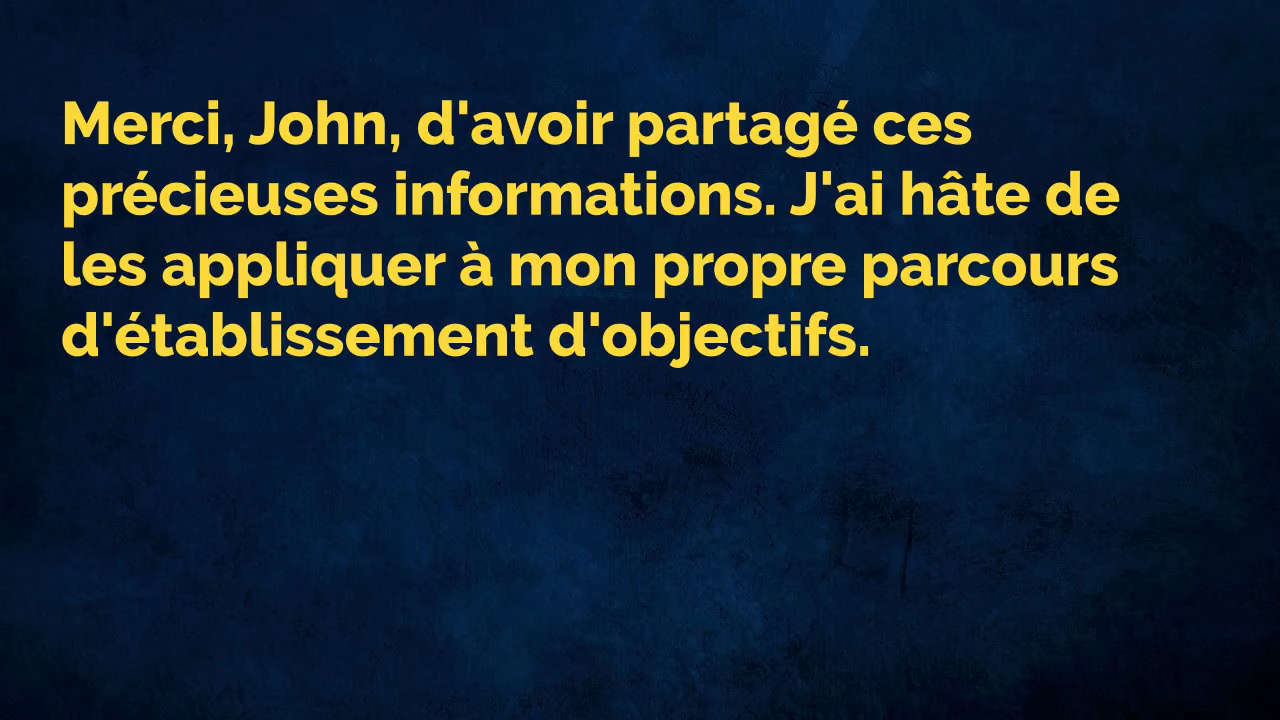 Merci, John, d'avoir partagé ces
précieuses informations. J'ai hâte de
les appliquer à mon propre parcours
d'établissement d'objectifs.